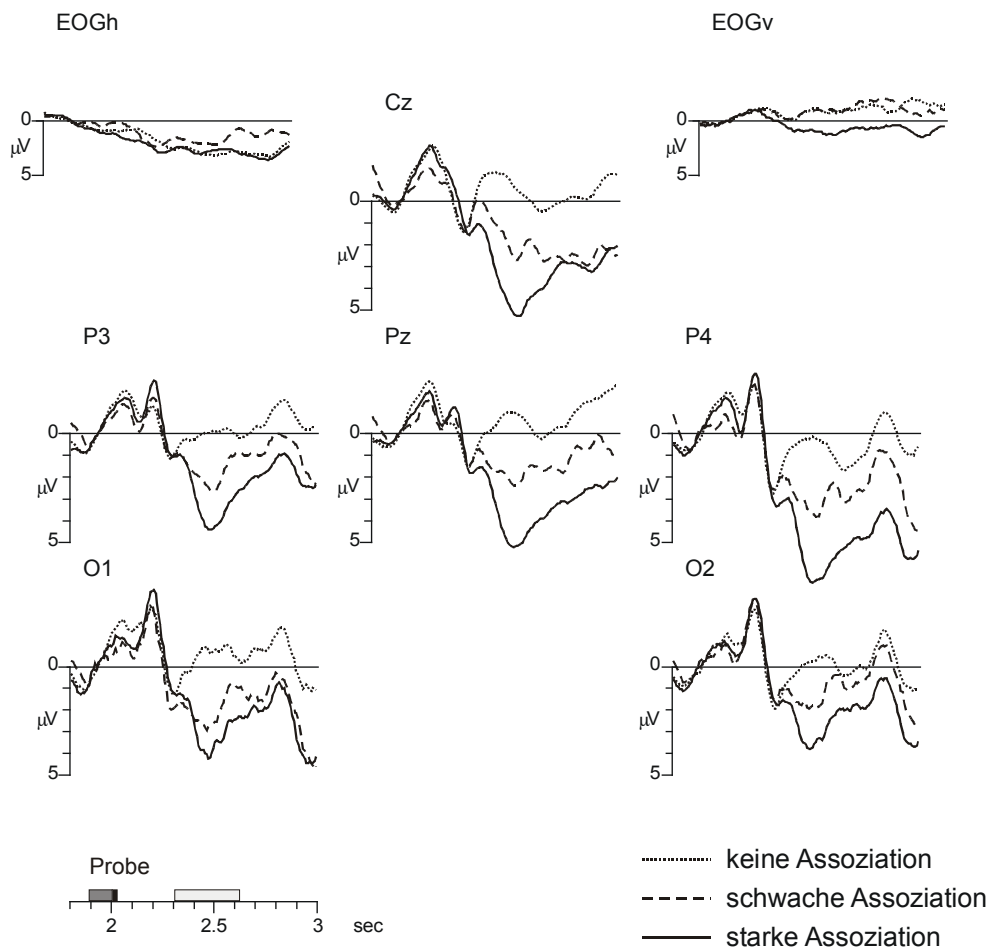 EOGh
EOGv
0
μV
5
Cz
0
μV
5
0
μV
5
P3
Pz
P4
0
μV
5
0
μV
5
0
μV
5
O1
O2
0
μV
5
0
μV
5
Probe
2
2.5
3
sec
keine Assoziation
schwache Assoziation
starke Assoziation